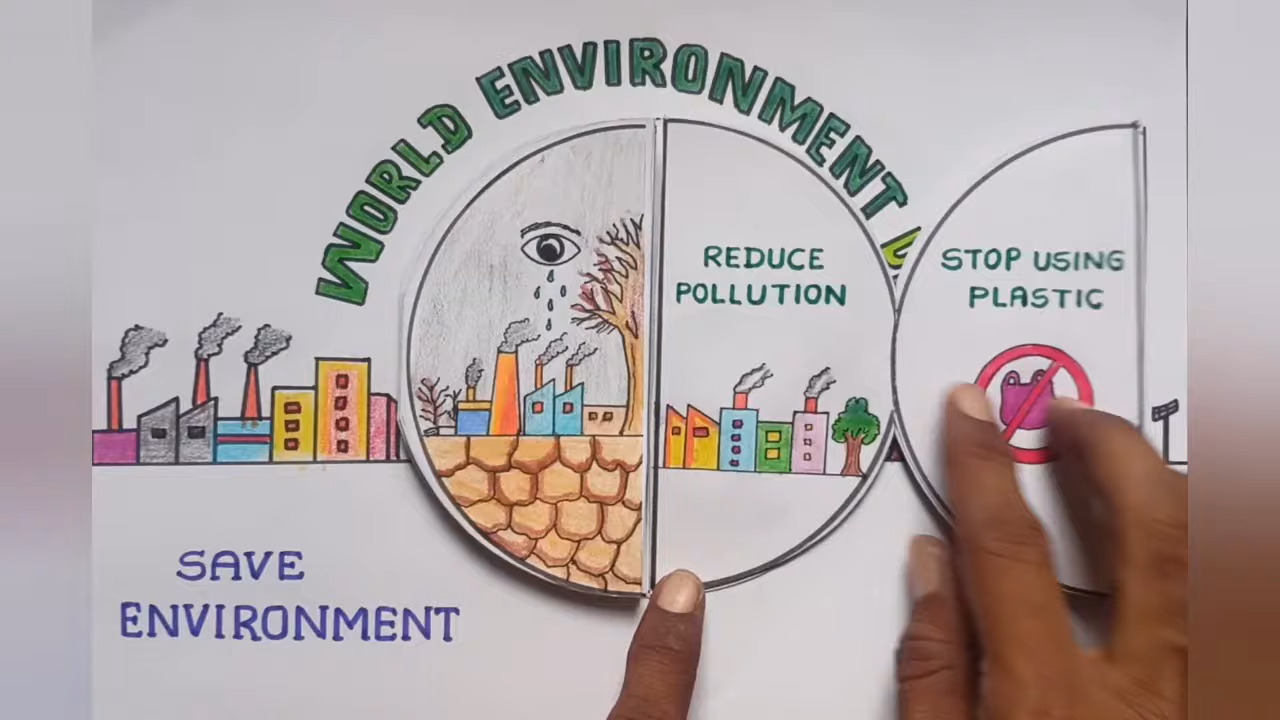 WORLD ENVIRONMENT
REDUCE
POLLUTION
STOP USING
PLASTIC
SAVE
ENVIRONMENT